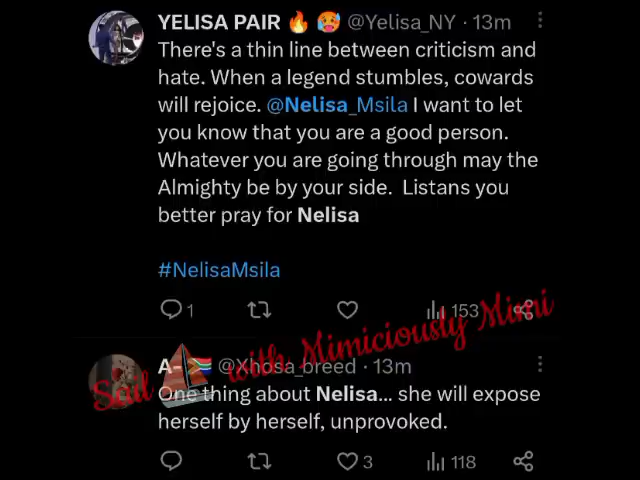 YELISA PAIR 🔥 🥵 @Yelisa_NY · 13m
There's a thin line between criticism and
hate. When a legend stumbles, cowards
will rejoice. @Nelisa_Msila I want to let
you know that you are a good person.
Whatever you are going through may the
Almighty be by your side. Listans you
better pray for Nelisa
#NelisaMsila
1 153
Sail with Mimiciously Mimi
A- 🇿🇦 @Xhosa_breed · 13m
One thing about Nelisa... she will expose
herself by herself, unprovoked.
3 118